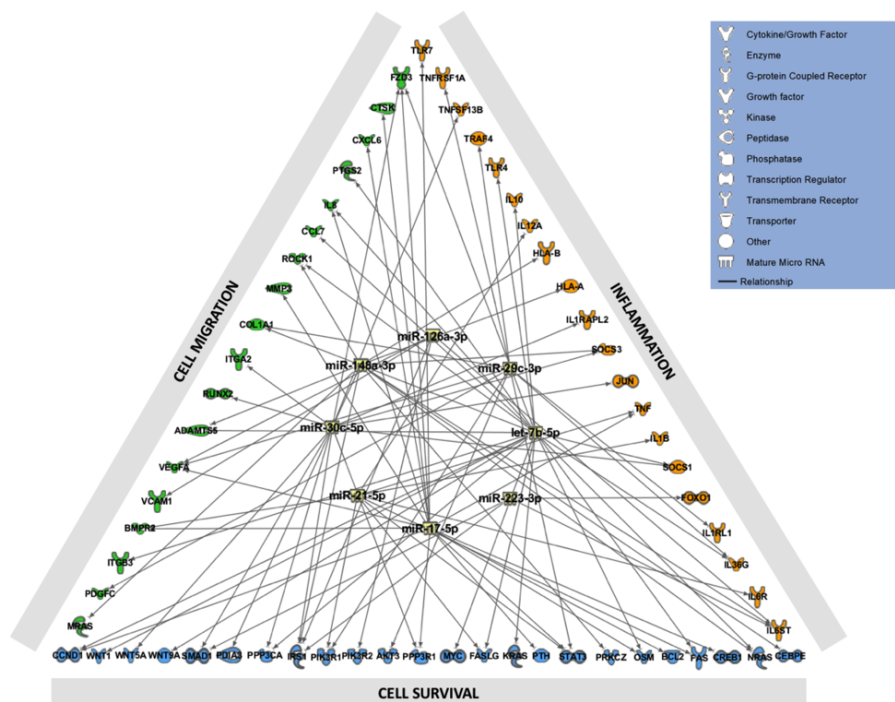 TLR7
FZD3
TNFRSF1A
CTSK
TNFSF13B
CXCL6
TRAF4
PTGS2
TLR4
IL8
IL10
CCL7
IL12A
ROCK1
HLA-B
MMP3
HLA-A
COL1A1
IL1RAPL2
ITGA2
SOCS3
RUNX2
JUN
ADAMTS5
TNF
VEGFA
IL1B
VCAM1
SOCS1
BMPR2
FOXO1
ITGB3
IL1RL1
PDGFC
IL36G
MRAS
IL6R
IL6ST
CELL MIGRATION
INFLAMMATION
miR-126a-3p
miR-148a-3p
miR-29c-3p
miR-30c-5p
let-7b-5p
miR-21-5p
miR-223-3p
miR-17-5p
CCND1 WNT1 WNT5A WNT9A SMAD1 PDIA3 PPP3CA IRS1 PIK3R1 PIK3R2 AKT3 PPP3R1 MYC FASLG KRAS PTH STAT3 PRKCZ OSM BCL2 FAS CREB1 NRAS CEBPE
CELL SURVIVAL
Cytokine/Growth Factor
Enzyme
G-protein Coupled Receptor
Growth factor
Kinase
Peptidase
Phosphatase
Transcription Regulator
Transmembrane Receptor
Transporter
Other
Mature Micro RNA
Relationship